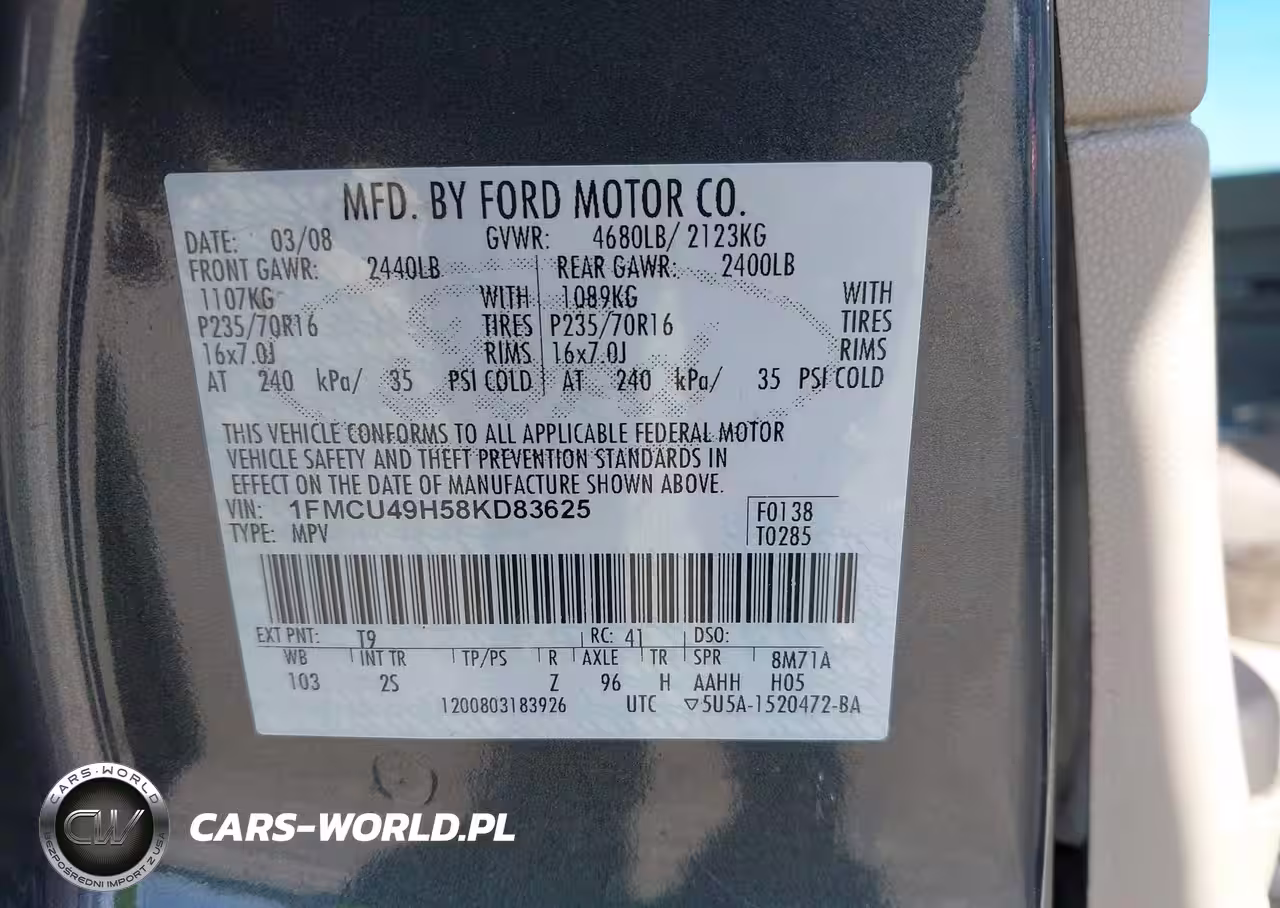 MFD. BY FORD MOTOR CO.
DATE: 03/08 GVWR: 4680LB/ 2123KG
FRONT GAWR: 2440LB REAR GAWR: 2400LB
1107KG WITH 1089KG WITH
P235/70R16 TIRES P235/70R16 TIRES
16x7.0J RIMS 16x7.0J RIMS
AT 240 kPa/ 35 PSI COLD AT 240 kPa/ 35 PSI COLD
THIS VEHICLE CONFORMS TO ALL APPLICABLE FEDERAL MOTOR
VEHICLE SAFETY AND THEFT PREVENTION STANDARDS IN
EFFECT ON THE DATE OF MANUFACTURE SHOWN ABOVE.
VIN: 1FMCU49H58KD83625 F0138
TYPE: MPV T0285
EXT PNT: T9 RC: 41 DSO:
WB INT TR TP/PS R AXLE TR SPR 8M71A
103 2S Z 96 H AAHH H05
1200803183926 UTC ▽5U5A-1520472-BA
CARS-WORLD
CW
BEZPOŚREDNI IMPORT Z USA
CARS-WORLD.PL